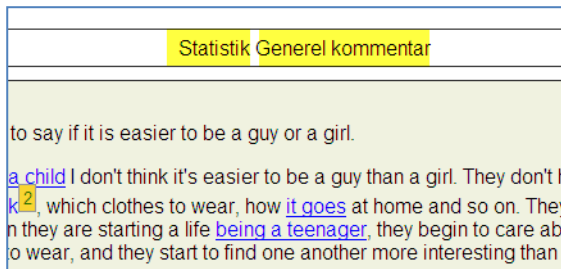 Statistik Generel kommentar
to say if it is easier to be a guy or a girl.
a child I don't think it's easier to be a guy than a girl. They don't
k2, which clothes to wear, how it goes at home and so on. They
n they are starting a life being a teenager, they begin to care ab
to wear, and they start to find one another more interesting than